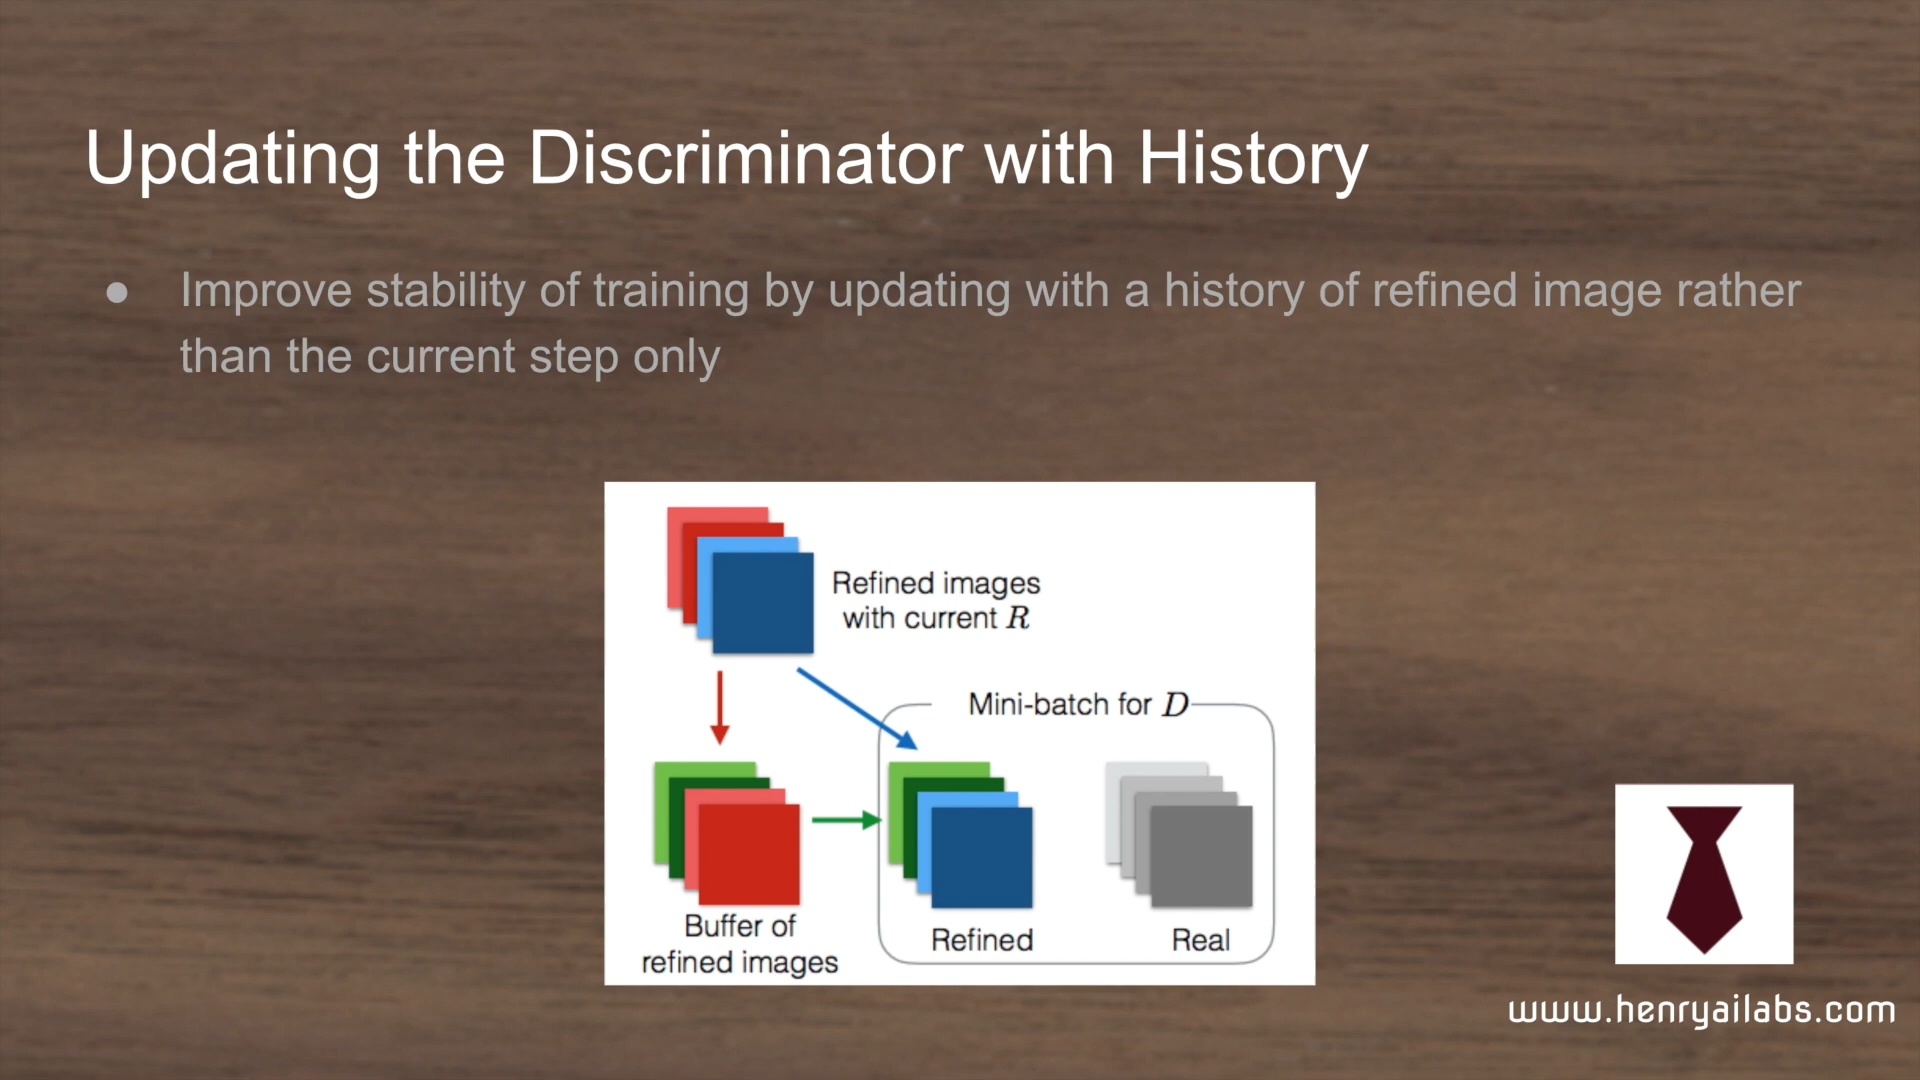 Updating the Discriminator with History
● Improve stability of training by updating with a history of refined image rather
than the current step only
Refined images
with current R
Mini-batch for D
Buffer of
refined images
Refined
Real
www.henryailabs.com